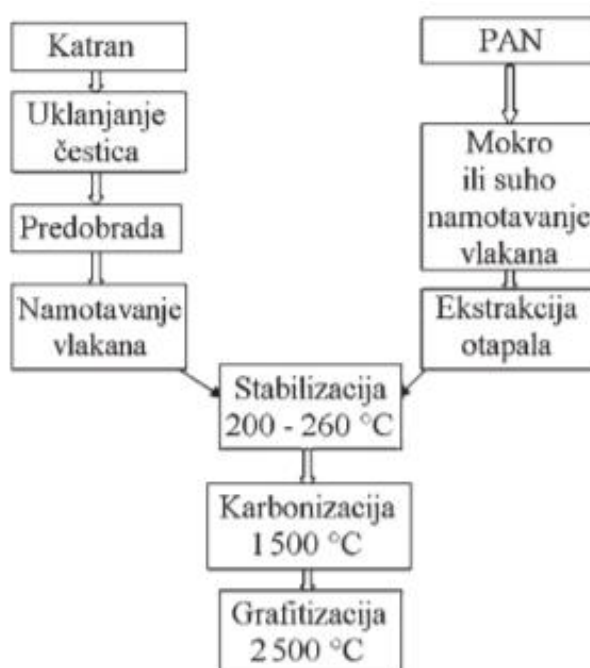 Katran
Uklanjanje
čestica
Predobrada
Namotavanje
vlakana
PAN
Mokro
ili suho
namotavanje
vlakana
Ekstrakcija
otapala
Stabilizacija
200 - 260 °C
Karbonizacija
1 500 °C
Grafitizacija
2 500 °C